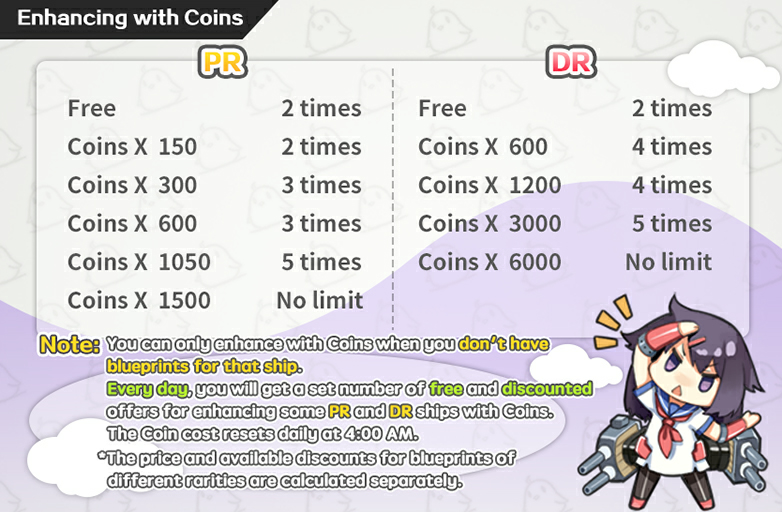 Enhancing with Coins
PR
Free 2 times
Coins X 150 2 times
Coins X 300 3 times
Coins X 600 3 times
Coins X 1050 5 times
Coins X 1500 No limit
DR
Free 2 times
Coins X 600 4 times
Coins X 1200 4 times
Coins X 3000 5 times
Coins X 6000 No limit
Note: You can only enhance with Coins when you don't have
blueprints for that ship.
Every day, you will get a set number of free and discounted
offers for enhancing some PR and DR ships with Coins.
The Coin cost resets daily at 4:00 AM.
*The price and available discounts for blueprints of
different rarities are calculated separately.